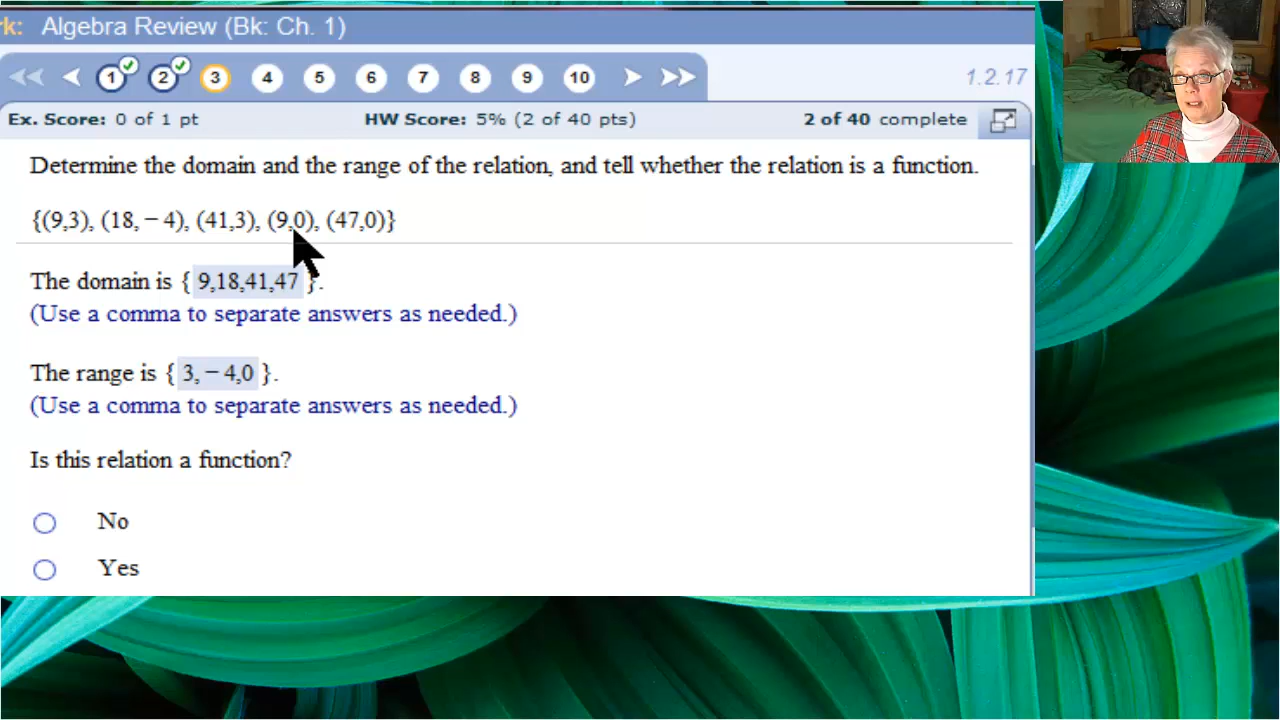 rk: Algebra Review (Bk: Ch. 1)
1 2 3 4 5 6 7 8 9 10 1.2.17
Ex. Score: 0 of 1 pt HW Score: 5% (2 of 40 pts) 2 of 40 complete
Determine the domain and the range of the relation, and tell whether the relation is a function.
{(9,3), (18, − 4), (41,3), (9,0), (47,0)}
The domain is { 9,18,41,47 }.
(Use a comma to separate answers as needed.)
The range is { 3, − 4,0 }.
(Use a comma to separate answers as needed.)
Is this relation a function?
No
Yes